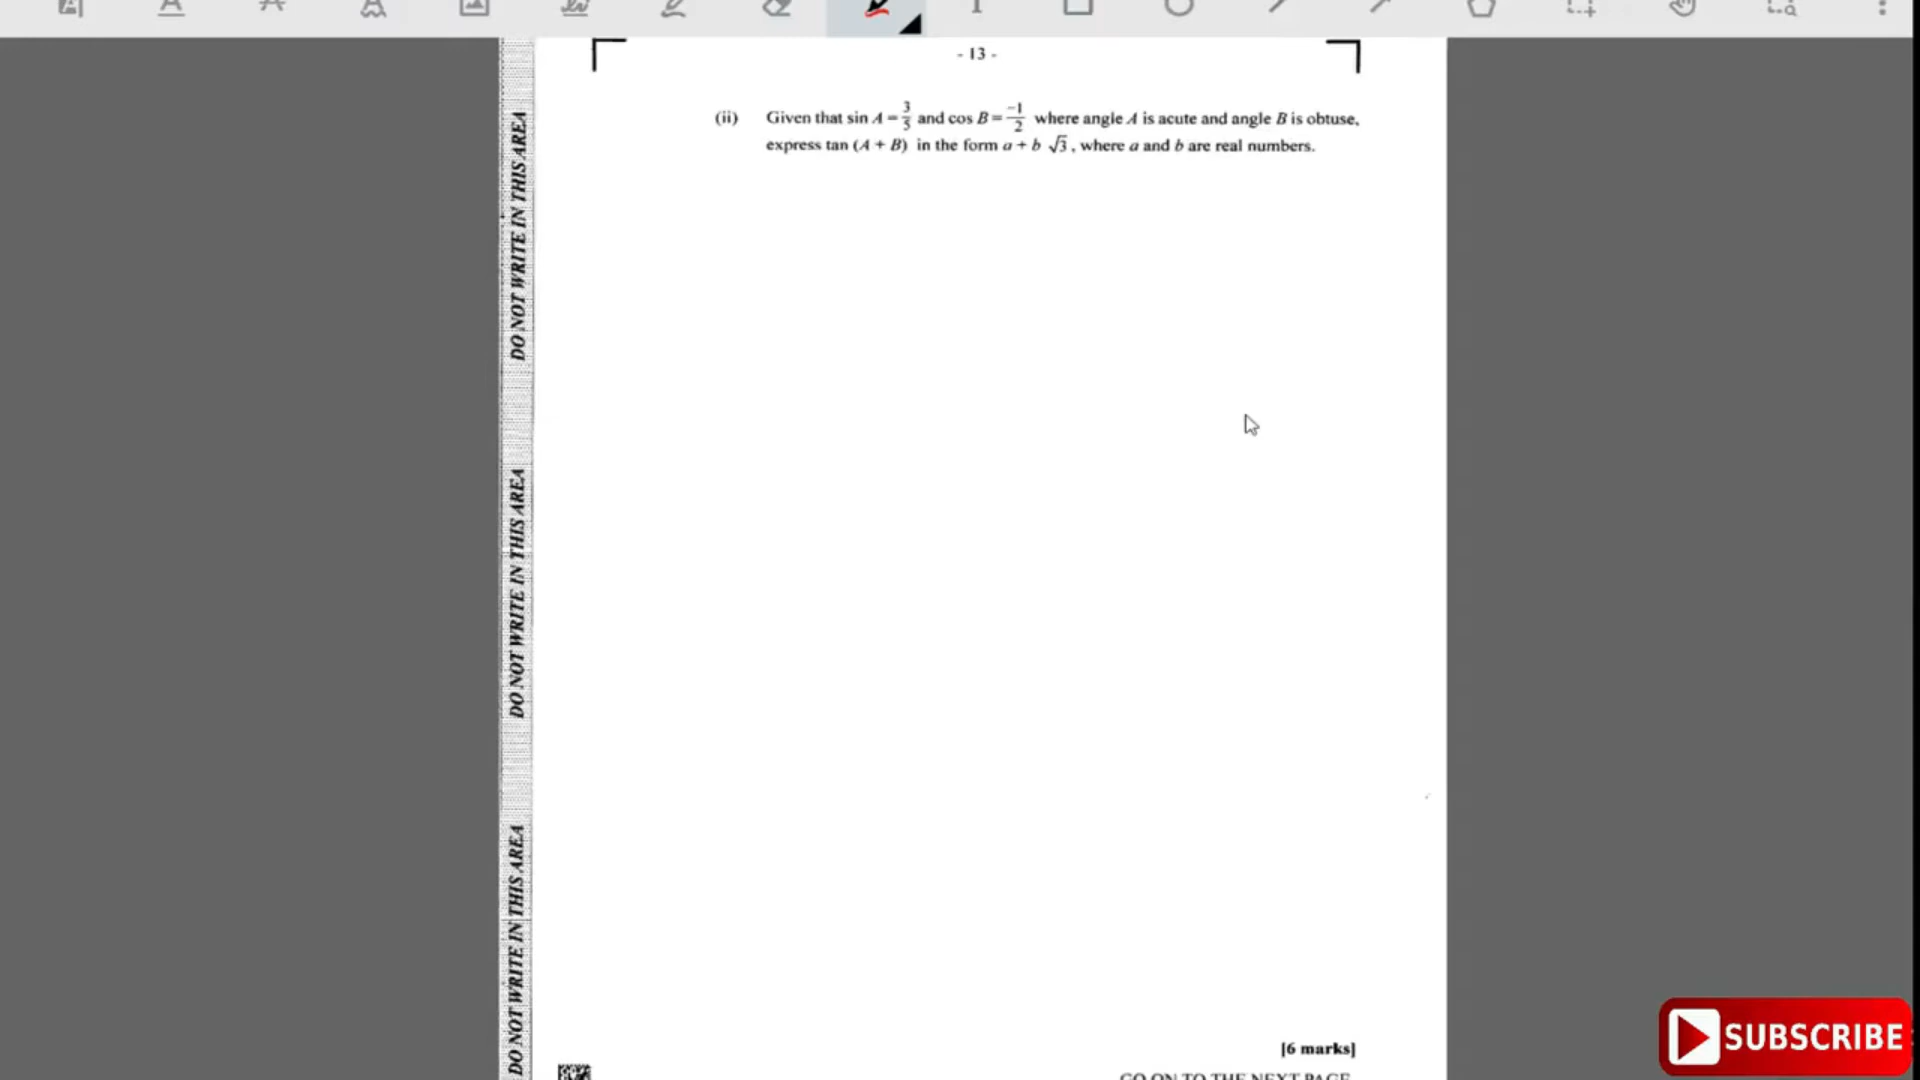 - 13 -
(ii) Given that sin A = 3/5 and cos B = -1/2 where angle A is acute and angle B is obtuse,
express tan (A + B) in the form a + b √3, where a and b are real numbers.
DO NOT WRITE IN THIS AREA
DO NOT WRITE IN THIS AREA
DO NOT WRITE IN THIS AREA
[6 marks]
GO ON TO THE NEXT PAGE
SUBSCRIBE